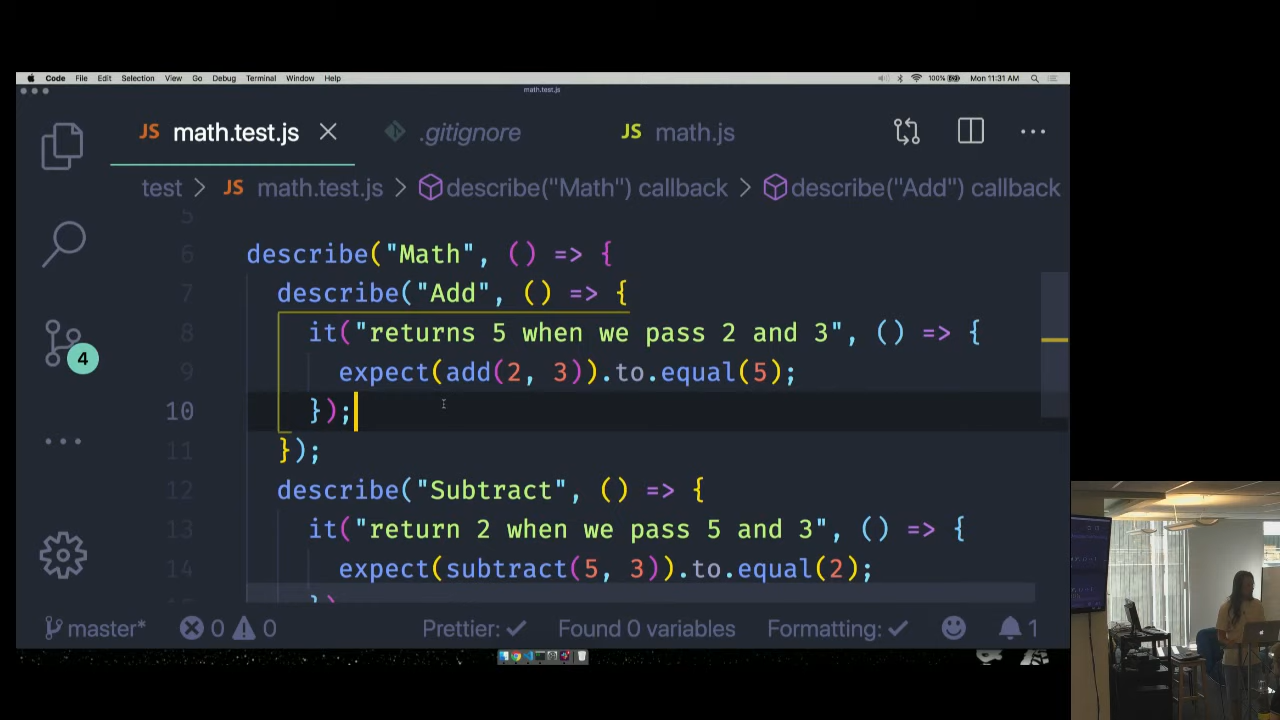 Code File Edit Selection View Go Debug Terminal Window Help 100% Mon 11:31 AM
math.test.js
JS math.test.js .gitignore JS math.js
test > JS math.test.js > describe("Math") callback > describe("Add") callback
5
6 describe("Math", () => {
7 describe("Add", () => {
8 it("returns 5 when we pass 2 and 3", () => {
9 expect(add(2, 3)).to.equal(5);
10 });
11 });
12 describe("Subtract", () => {
13 it("return 2 when we pass 5 and 3", () => {
14 expect(subtract(5, 3)).to.equal(2);
})
4
master* 0 0 Prettier: ✓ Found 0 variables Formatting: ✓ 1